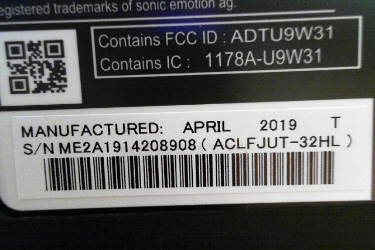 registered trademarks of sonic emotion ag.
Contains FCC ID : ADTU9W31
Contains IC : 1178A-U9W31
MANUFACTURED: APRIL 2019 T
S/N ME2A1914208908 ( ACLFJUT-32HL )